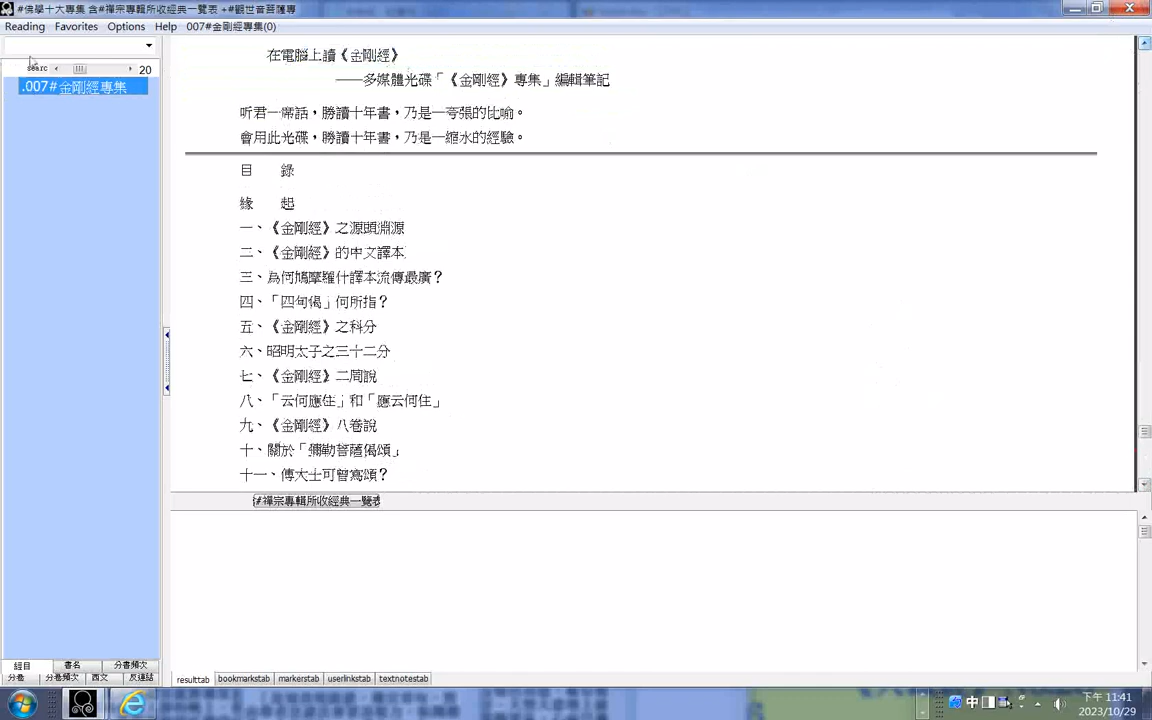 #佛學十大專集 含#禪宗專輯所收經典一覽表 +#觀世音菩薩專
Reading Favorites Options Help 007#金剛經專集(0)
searc 20
.007#金剛經專集
在電腦上讀《金剛經》
——多媒體光碟「《金剛經》專集」編輯筆記
听君一席話，勝讀十年書，乃是一夸張的比喻。
會用此光碟，勝讀十年書，乃是一縮水的經驗。
目 錄
緣 起
一、《金剛經》之源頭淵源
二、《金剛經》的中文譯本
三、為何鳩摩羅什譯本流傳最廣？
四、「四句偈」何所指？
五、《金剛經》之科分
六、昭明太子之三十二分
七、《金剛經》二周說
八、「云何應住」和「應云何住」
九、《金剛經》八卷說
十、關於「彌勒菩薩偈頌」
十一、傅大士可曾寫頌？
#禪宗專輯所收經典一覽表
經目 書名 分書頻次
分卷 分卷頻次 西文 反連結
resulttab bookmarkstab markerstab userlinkstab textnotestab
中
下午 11:41
2023/10/29